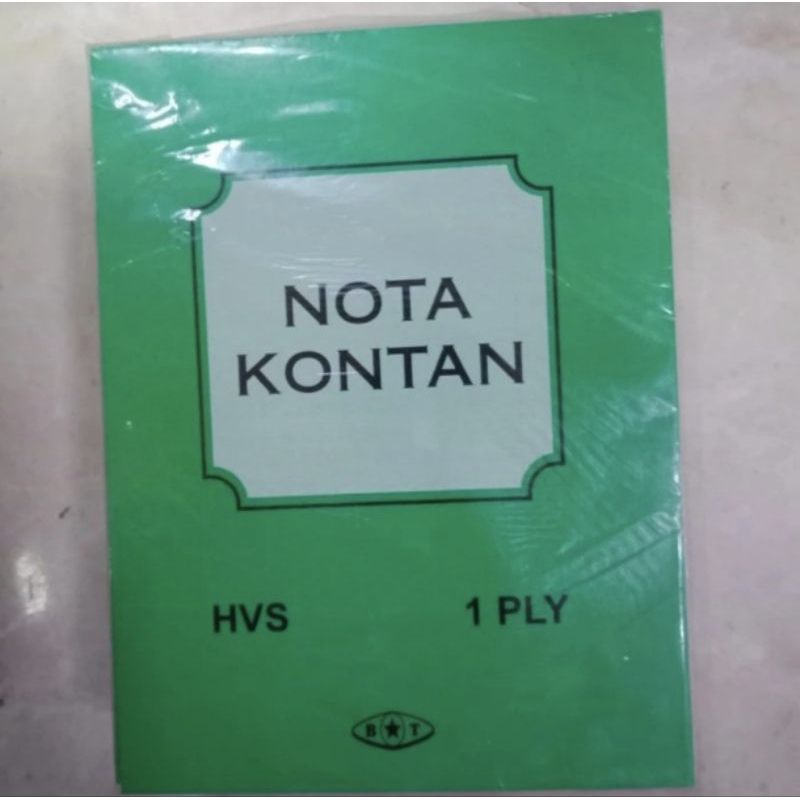 NOTA
KONTAN
HVS 1 PLY
B★T